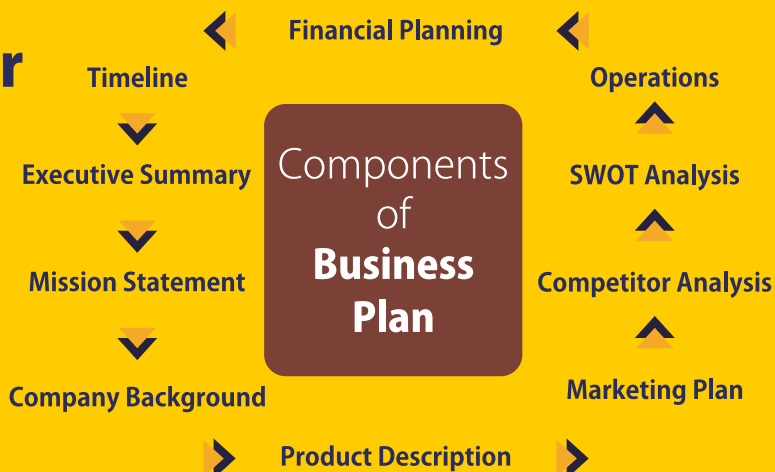 Financial Planning
r
Timeline
Operations
Executive Summary
Components
of
Business
Plan
SWOT Analysis
Mission Statement
Competitor Analysis
Company Background
Marketing Plan
Product Description